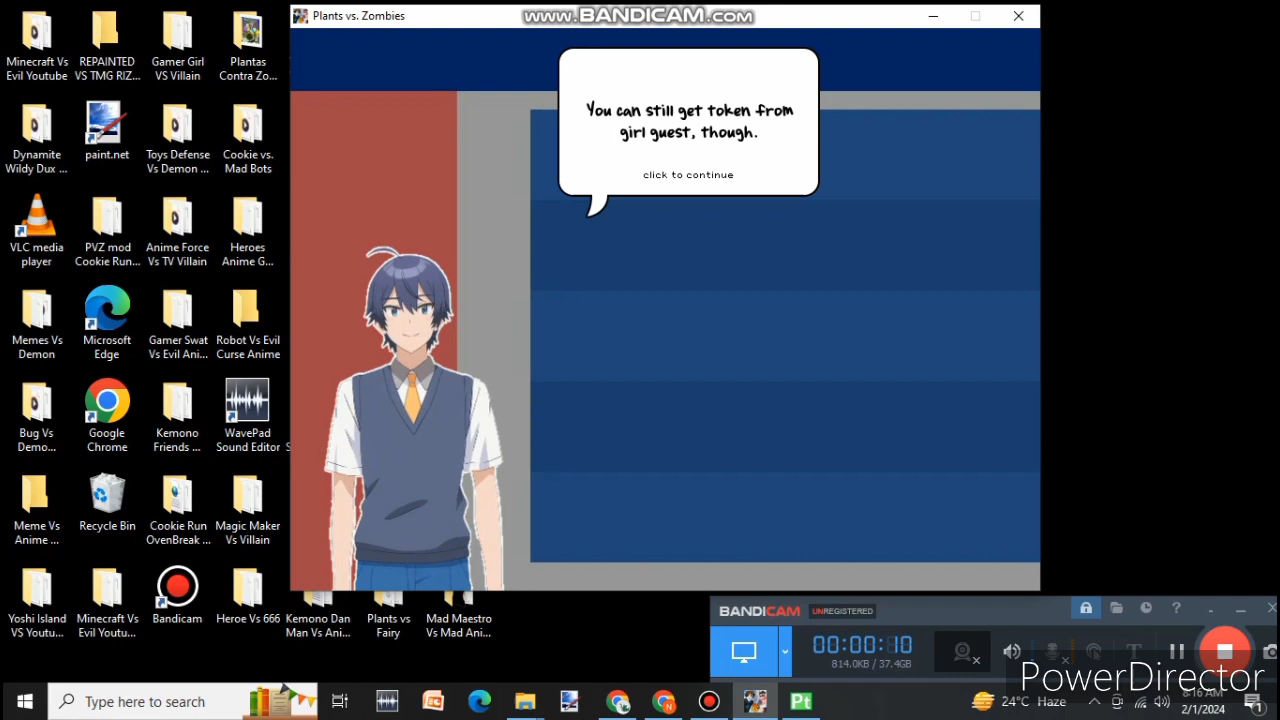 Plants vs. Zombies
www.BANDICAM.com
You can still get token from
girl guest, though.
click to continue
Minecraft Vs
Evil Youtube
REPAINTED
VS TMG RIZ...
Gamer Girl
VS Villain
Plantas
Contra Zo...
Dynamite
Wildy Dux ...
paint.net
Toys Defense
Vs Demon ...
Cookie vs.
Mad Bots
VLC media
player
PVZ mod
Cookie Run...
Anime Force
Vs TV Villain
Heroes
Anime G...
Memes Vs
Demon
Microsoft
Edge
Gamer Swat
Vs Evil Ani...
Robot Vs Evil
Curse Anime
Bug Vs
Demo...
Google
Chrome
Kemono
Friends ...
WavePad
Sound Editor
Meme Vs
Anime ...
Recycle Bin
Cookie Run
OvenBreak ...
Magic Maker
Vs Villain
Yoshi Island
VS Youtu...
Minecraft Vs
Evil Youtu...
Bandicam
Heroe Vs 666
Kemono Dan
Man Vs Ani...
Plants vs
Fairy
Mad Maestro
Vs Mad Ani...
BANDICAM UNREGISTERED
00:00:10
814.0KB / 37.4GB
PowerDirector
Type here to search
24°C Haze
8:16 AM
2/1/2024